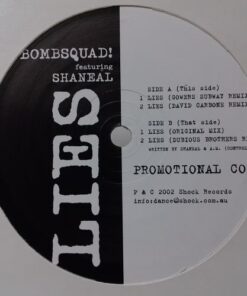 BOMBSQUAD!
featuring
SHANEAL
LIES
SIDE A (This side)
1 LIES (GOWERS SUBWAY REMI
2 LIES (DAVID CARBONE REMIX
SIDE B (That side)
1 LIES (ORIGINAL MIX)
2 LIES (DUBIOUS BROTHERS R
WRITTEN BY SHANEAL &
PROMOTIONAL CO
P & C 2002 Shock Records
info:dance@shock.com.au